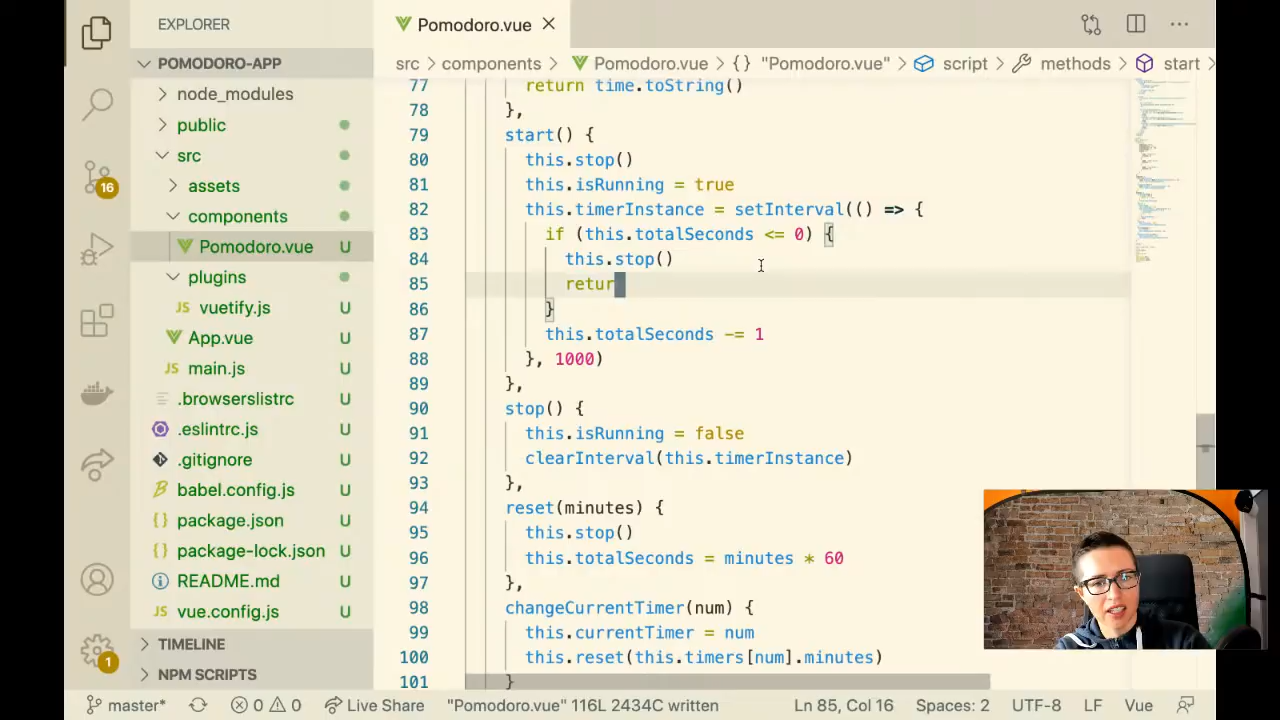 EXPLORER
Pomodoro.vue
POMODORO-APP
src > components > Pomodoro.vue > {} "Pomodoro.vue" > script > methods > start >
node_modules
public
src
assets
components
Pomodoro.vue U
plugins
vuetify.js U
App.vue U
main.js U
.browserslistrc U
.eslintrc.js U
.gitignore U
babel.config.js U
package.json U
package-lock.json U
README.md U
vue.config.js U
TIMELINE
NPM SCRIPTS
16
1
77 return time.toString()
78 },
79 start() {
80 this.stop()
81 this.isRunning = true
82 this.timerInstance = setInterval(() => {
83 if (this.totalSeconds <= 0) {
84 this.stop()
85 retur
86 }
87 this.totalSeconds -= 1
88 }, 1000)
89 },
90 stop() {
91 this.isRunning = false
92 clearInterval(this.timerInstance)
93 },
94 reset(minutes) {
95 this.stop()
96 this.totalSeconds = minutes * 60
97 },
98 changeCurrentTimer(num) {
99 this.currentTimer = num
100 this.reset(this.timers[num].minutes)
101 }
master* 0 0 Live Share "Pomodoro.vue" 116L 2434C written Ln 85, Col 16 Spaces: 2 UTF-8 LF Vue